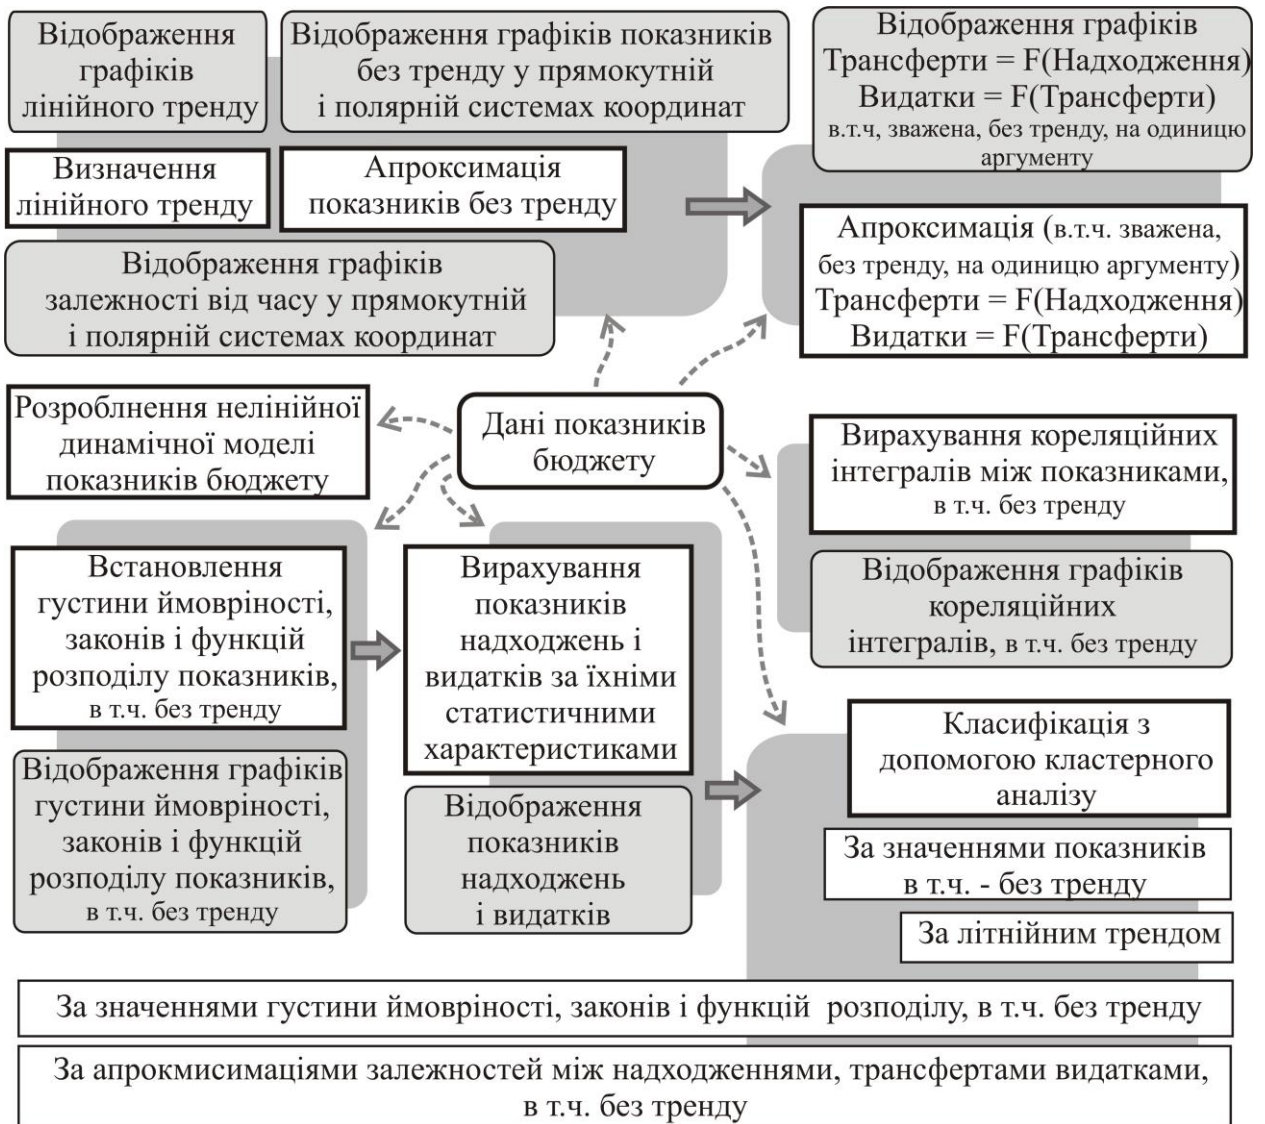 Відображення
графіків
лінійного тренду
Відображення графіків показників
без тренду у прямокутній
і полярній системах координат
Відображення графіків
Трансферти = F(Надходження)
Видатки = F(Трансферти)
в.т.ч, зважена, без тренду, на одиницю
аргументу
Визначення
лінійного тренду
Апроксимація
показників без тренду
Відображення графіків
залежності від часу у прямокутній
і полярній системах координат
Апроксимація (в.т.ч. зважена,
без тренду, на одиницю аргументу)
Трансферти = F(Надходження)
Видатки = F(Трансферти)
Розроблнення нелінійної
динамічної моделі
показників бюджету
Дані показників
бюджету
Вирахування кореляційних
інтегралів між показниками,
в т.ч. без тренду
Відображення графіків
кореляційних
інтегралів, в т.ч. без тренду
Встановлення
густини ймовріності,
законів і функцій
розподілу показників,
в т.ч. без тренду
Відображення графіків
густини ймовріності,
законів і функцій
розподілу показників,
в т.ч. без тренду
Вирахування
показників
надходжень і
видатків за їхніми
статистичними
характеристиками
Відображення
показників
надходжень
і видатків
Класифікація з
допомогою кластерного
аналізу
За значеннями показників
в т.ч. - без тренду
За літнійним трендом
За значеннями густини ймовріності, законів і функцій розподілу, в т.ч. без тренду
За апрокмисимаціями залежностей між надходженнями, трансфертами видатками,
в т.ч. без тренду